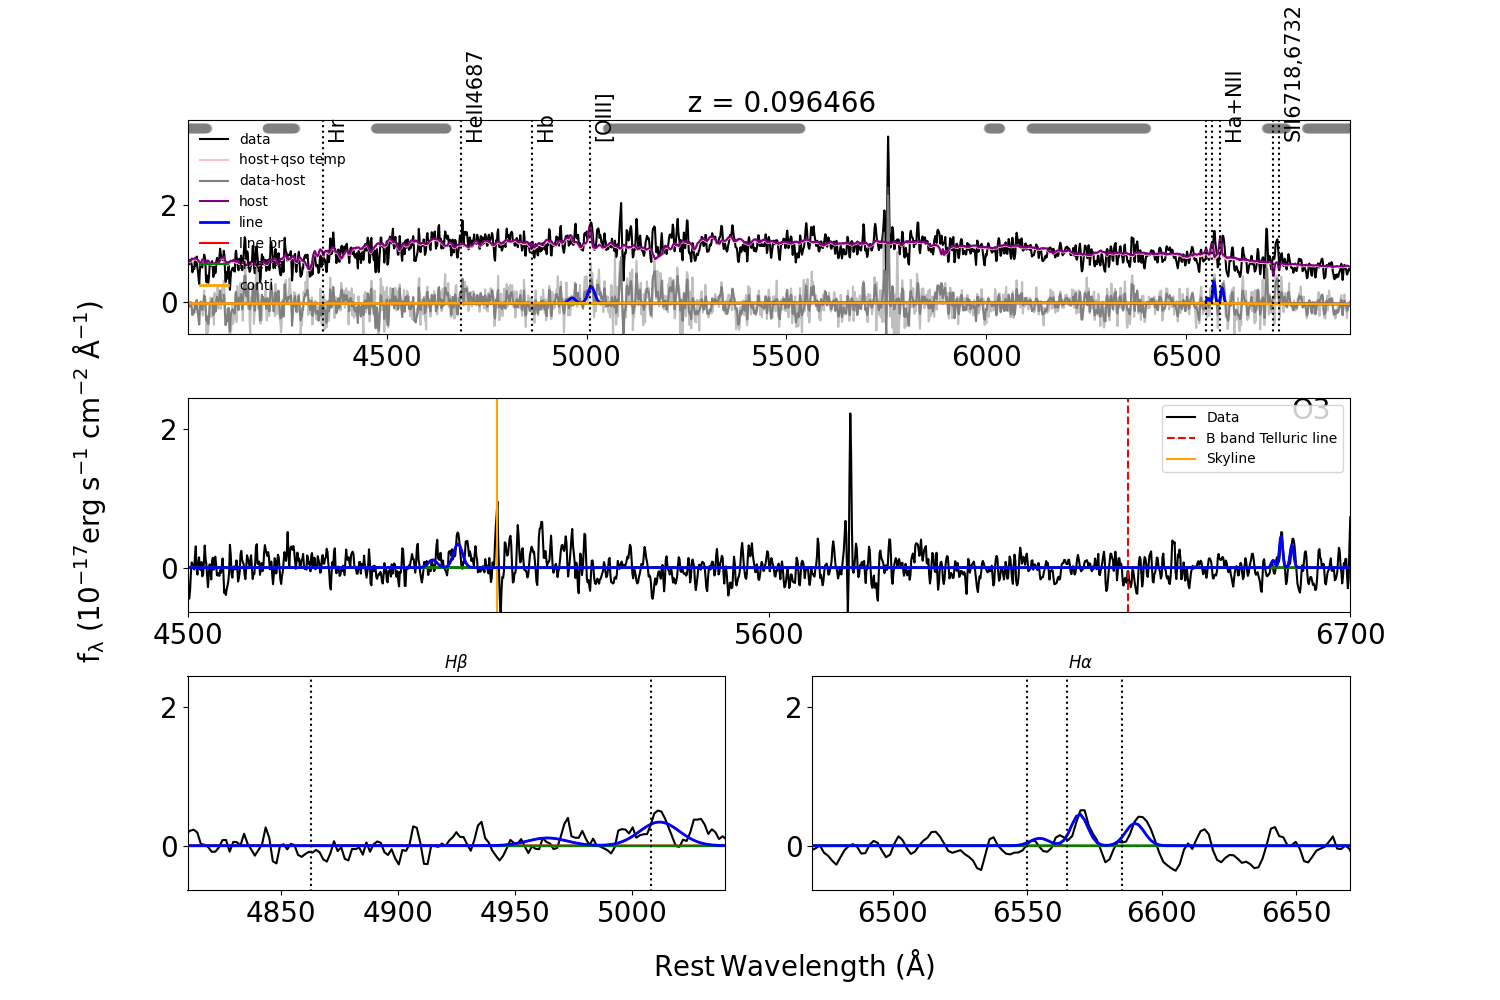 z = 0.096466
Hr
HeII4687
Hb
[OIII]
Ha+NII
SII6718,6732
data
host+qso temp
data-host
host
line
line br
conti
2
0
4500
5000
5500
6000
6500
O3
Data
B band Telluric line
Skyline
2
0
4500
5600
6700
fλ (10⁻¹⁷erg s⁻¹ cm⁻² Å⁻¹)
Hβ
Hα
2
0
4850
4900
4950
5000
2
0
6500
6550
6600
6650
Rest Wavelength (Å)